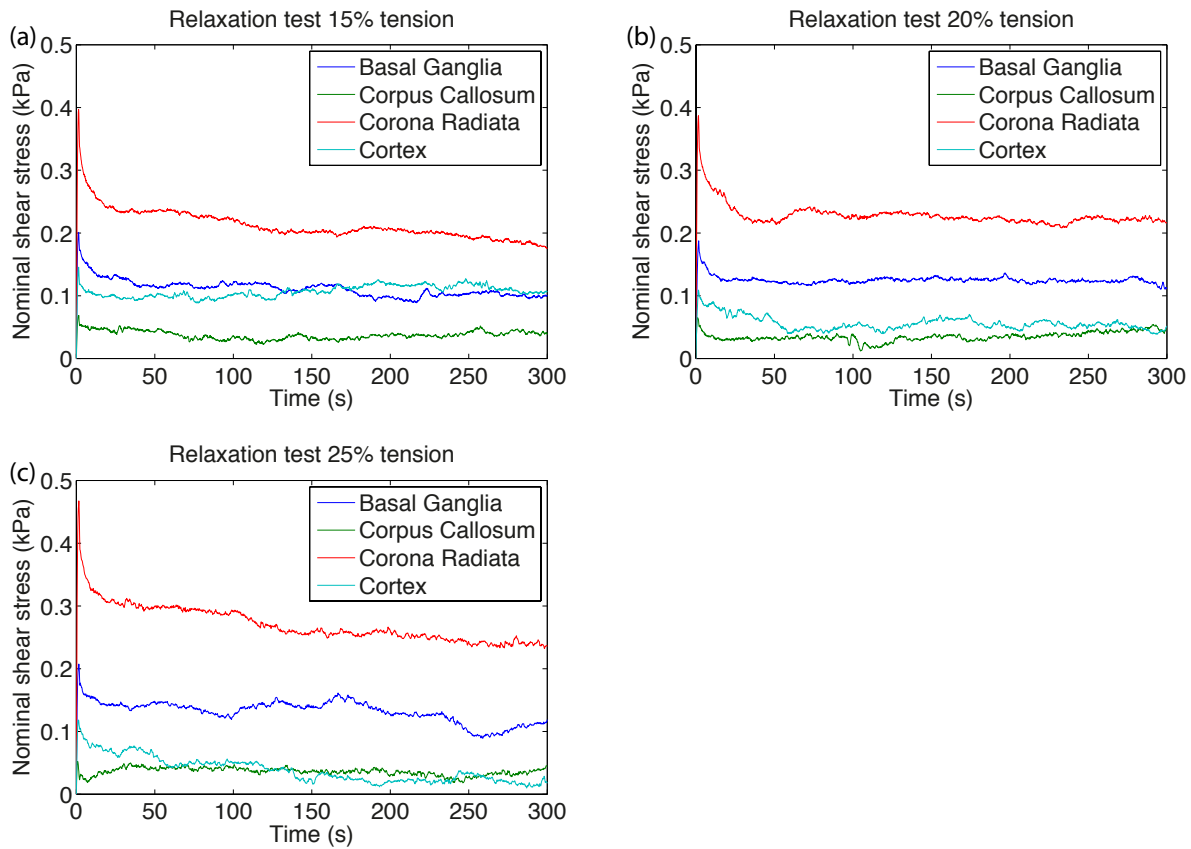 Relaxation test 15% tension
(a)
Nominal shear stress (kPa)
0.5
0.4
0.3
0.2
0.1
0
Basal Ganglia
Corpus Callosum
Corona Radiata
Cortex
0 50 100 150 200 250 300
Time (s)
Relaxation test 20% tension
(b)
Nominal shear stress (kPa)
0.5
0.4
0.3
0.2
0.1
0
Basal Ganglia
Corpus Callosum
Corona Radiata
Cortex
0 50 100 150 200 250 300
Time (s)
Relaxation test 25% tension
(c)
Nominal shear stress (kPa)
0.5
0.4
0.3
0.2
0.1
0
Basal Ganglia
Corpus Callosum
Corona Radiata
Cortex
0 50 100 150 200 250 300
Time (s)